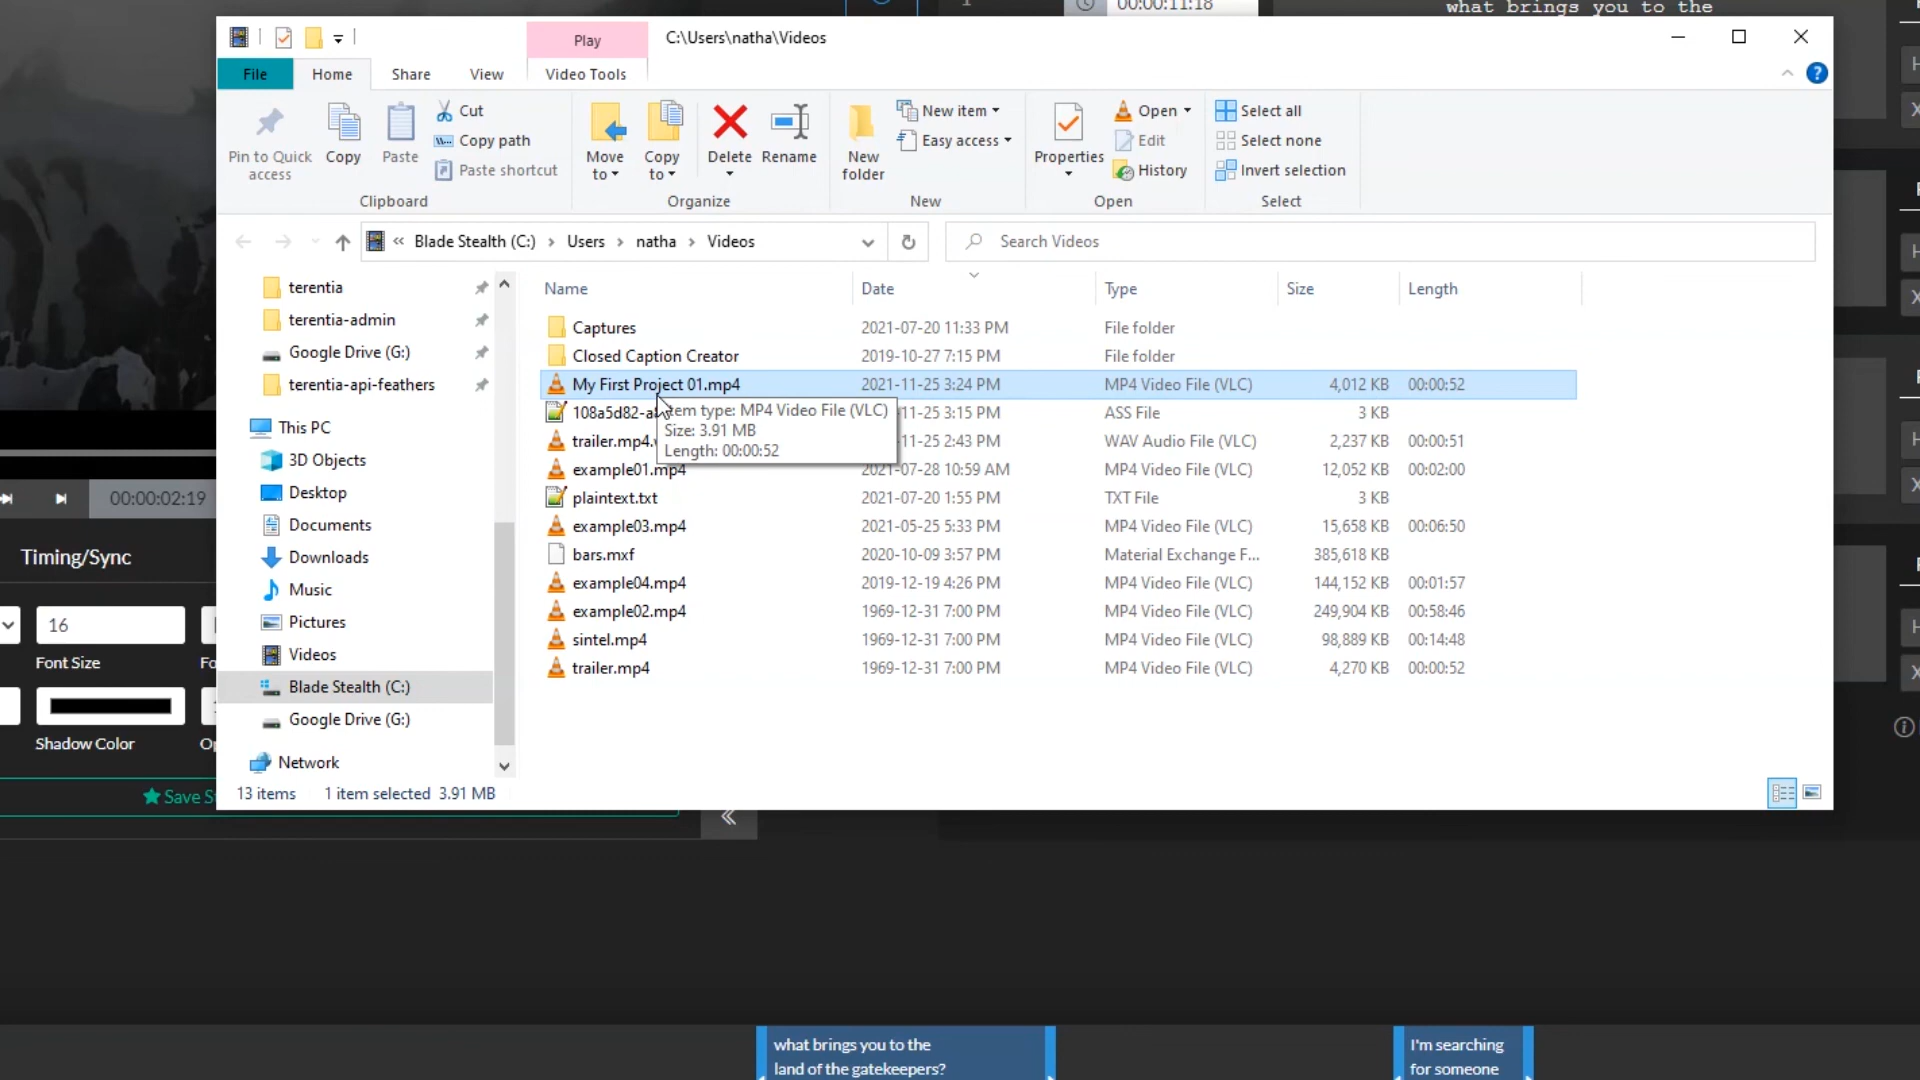 00:00:11:18
what brings you to the
Play
C:\Users\natha\Videos
File
Home
Share
View
Video Tools
Pin to Quick access
Copy
Paste
Cut
Copy path
Paste shortcut
Clipboard
Move to
Copy to
Delete
Rename
Organize
New folder
New item
Easy access
New
Properties
Open
Edit
History
Open
Select all
Select none
Invert selection
Select
« Blade Stealth (C:) › Users › natha › Videos
Search Videos
terentia
terentia-admin
Google Drive (G:)
terentia-api-feathers
This PC
3D Objects
Desktop
Documents
Downloads
Music
Pictures
Videos
Blade Stealth (C:)
Google Drive (G:)
Network
Name Date Type Size Length
Captures 2021-07-20 11:33 PM File folder
Closed Caption Creator 2019-10-27 7:15 PM File folder
My First Project 01.mp4 2021-11-25 3:24 PM MP4 Video File (VLC) 4,012 KB 00:00:52
11-25 3:15 PM ASS File 3 KB
trailer.mp4. 11-25 2:43 PM WAV Audio File (VLC) 2,237 KB 00:00:51
example01.mp4 2021-07-28 10:59 AM MP4 Video File (VLC) 12,052 KB 00:02:00
plaintext.txt 2021-07-20 1:55 PM TXT File 3 KB
example03.mp4 2021-05-25 5:33 PM MP4 Video File (VLC) 15,658 KB 00:06:50
bars.mxf 2020-10-09 3:57 PM Material Exchange F... 385,618 KB
example04.mp4 2019-12-19 4:26 PM MP4 Video File (VLC) 144,152 KB 00:01:57
example02.mp4 1969-12-31 7:00 PM MP4 Video File (VLC) 249,904 KB 00:58:46
sintel.mp4 1969-12-31 7:00 PM MP4 Video File (VLC) 98,889 KB 00:14:48
trailer.mp4 1969-12-31 7:00 PM MP4 Video File (VLC) 4,270 KB 00:00:52
type: MP4 Video File (VLC)
Size: 3.91 MB
Length: 00:00:52
13 items 1 item selected 3.91 MB
00:00:02:19
Timing/Sync
16
Font Size
Shadow Color
Save
what brings you to the
land of the gatekeepers?
I'm searching
for someone